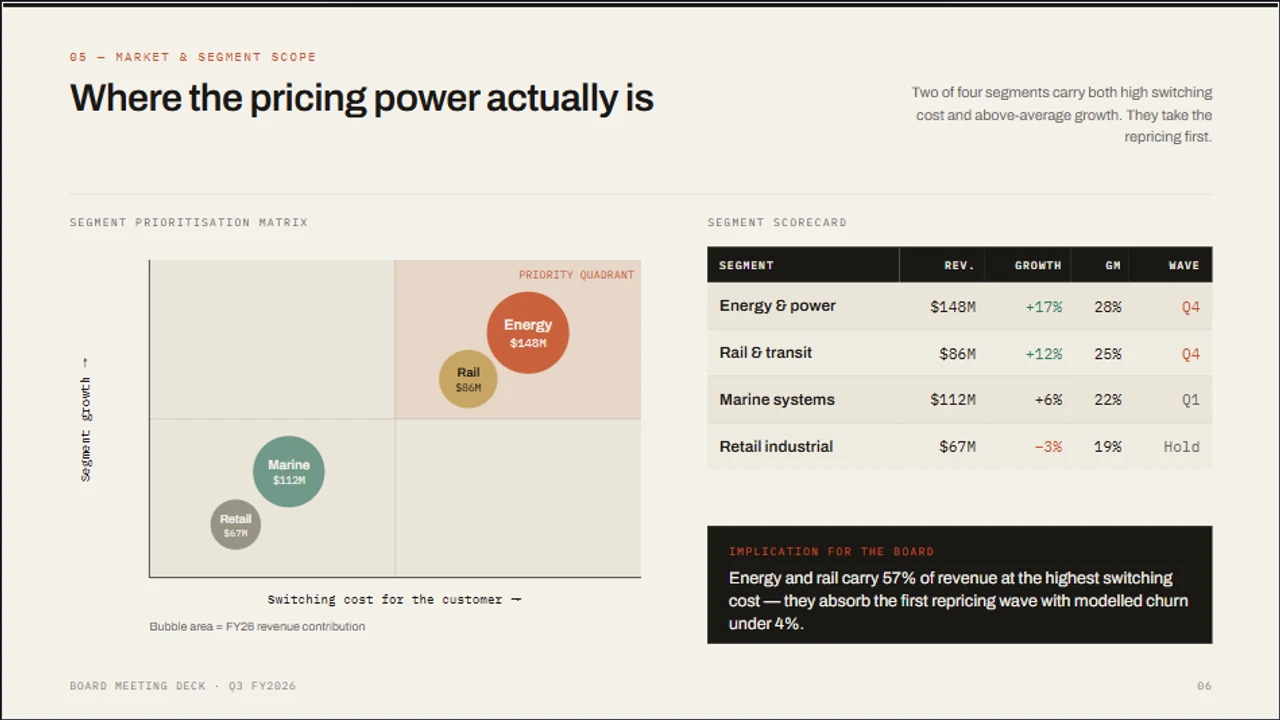 05 — MARKET & SEGMENT SCOPE
Where the pricing power actually is
Two of four segments carry both high switching
cost and above-average growth. They take the
repricing first.
SEGMENT PRIORITISATION MATRIX
PRIORITY QUADRANT
Energy
$148M
Rail
$86M
Marine
$112M
Retail
$67M
Segment growth →
Switching cost for the customer →
Bubble area = FY26 revenue contribution
SEGMENT SCORECARD
SEGMENT REV. GROWTH GM WAVE
Energy & power $148M +17% 28% Q4
Rail & transit $86M +12% 25% Q4
Marine systems $112M +6% 22% Q1
Retail industrial $67M −3% 19% Hold
IMPLICATION FOR THE BOARD
Energy and rail carry 57% of revenue at the highest switching
cost — they absorb the first repricing wave with modelled churn
under 4%.
BOARD MEETING DECK · Q3 FY2026
06